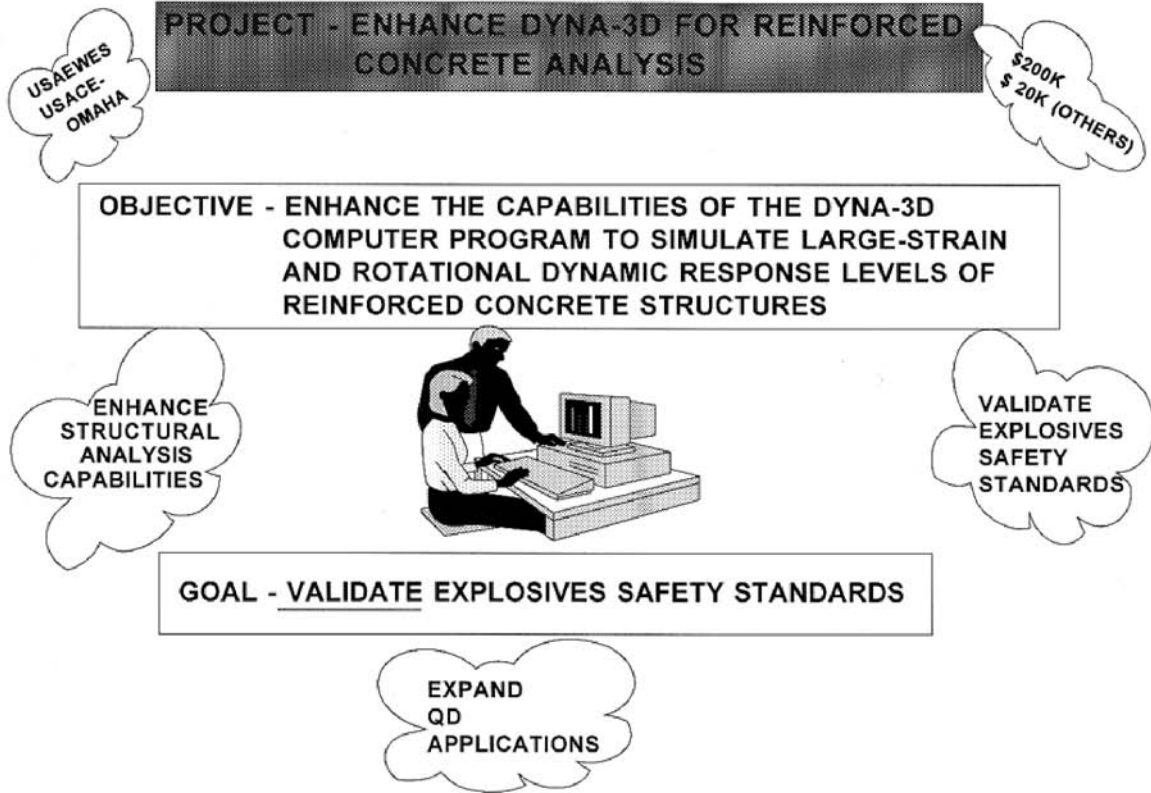 PROJECT - ENHANCE DYNA-3D FOR REINFORCED
CONCRETE ANALYSIS
USAEWES
USACE-
OMAHA
$200K
$ 20K (OTHERS)
OBJECTIVE - ENHANCE THE CAPABILITIES OF THE DYNA-3D
COMPUTER PROGRAM TO SIMULATE LARGE-STRAIN
AND ROTATIONAL DYNAMIC RESPONSE LEVELS OF
REINFORCED CONCRETE STRUCTURES
ENHANCE
STRUCTURAL
ANALYSIS
CAPABILITIES
VALIDATE
EXPLOSIVES
SAFETY
STANDARDS
GOAL - VALIDATE EXPLOSIVES SAFETY STANDARDS
EXPAND
QD
APPLICATIONS